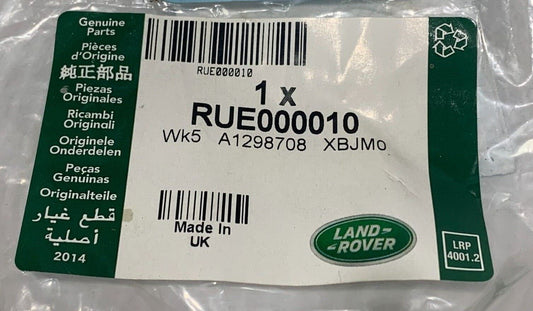 Genuine
Parts
Pièces
d'Origine
純正部品
Piezas
Originales
Ricambi
Originali
Originele
Onderdelen
Peças
Genuinas
Originalteile
قطع غيار
أصلية
2014
RUE000010
1 x
RUE000010
Wk5 A1298708 XBJMo
Made In
UK
LAND-
-ROVER
LRP
4001.2